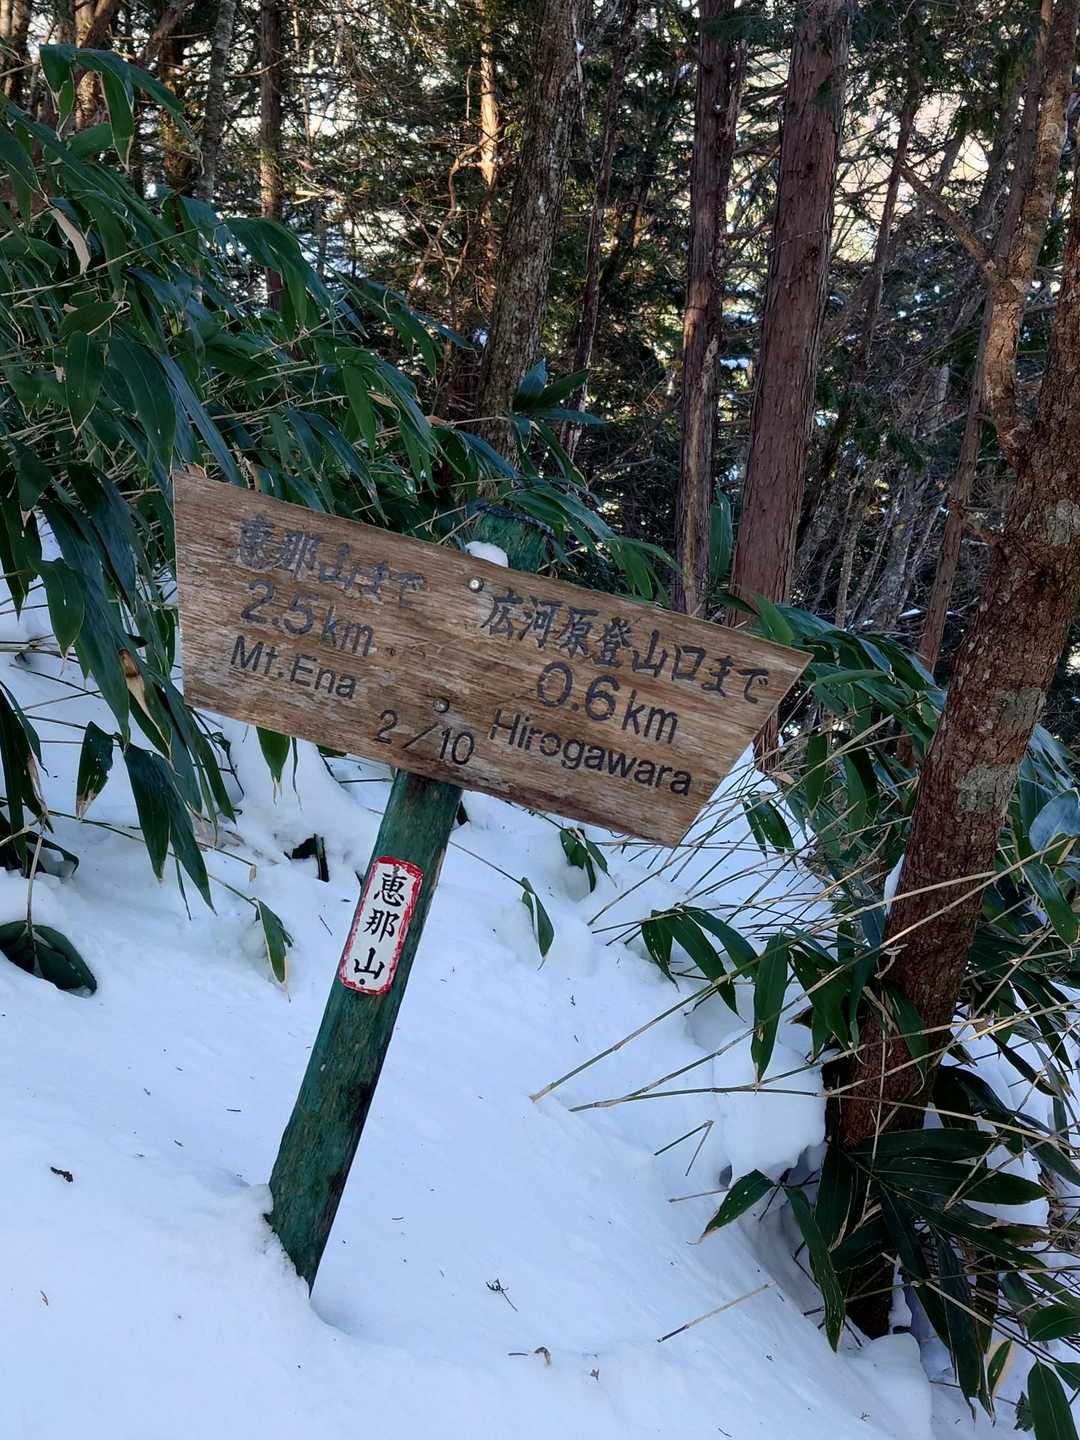 恵那山まで
2.5km
Mt.Ena
広河原登山口まで
0.6km
Hirogawara
2/10
恵那山